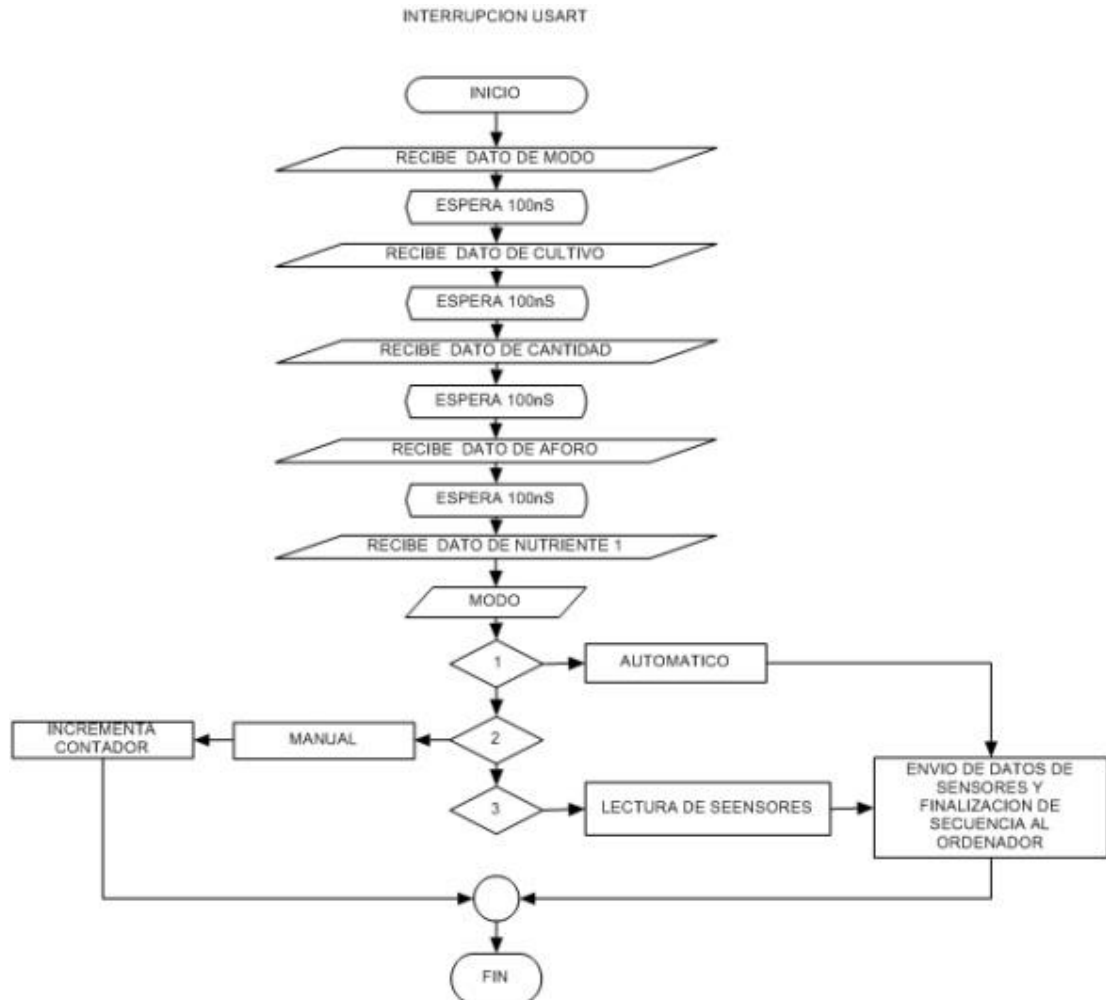 INTERRUPCION USART
INICIO
RECIBE DATO DE MODO
ESPERA 100nS
RECIBE DATO DE CULTIVO
ESPERA 100nS
RECIBE DATO DE CANTIDAD
ESPERA 100nS
RECIBE DATO DE AFORO
ESPERA 100nS
RECIBE DATO DE NUTRIENTE 1
MODO
1
AUTOMATICO
INCREMENTA
CONTADOR
MANUAL
2
3
LECTURA DE SEENSORES
ENVIO DE DATOS DE
SENSORES Y
FINALIZACION DE
SECUENCIA AL
ORDENADOR
FIN